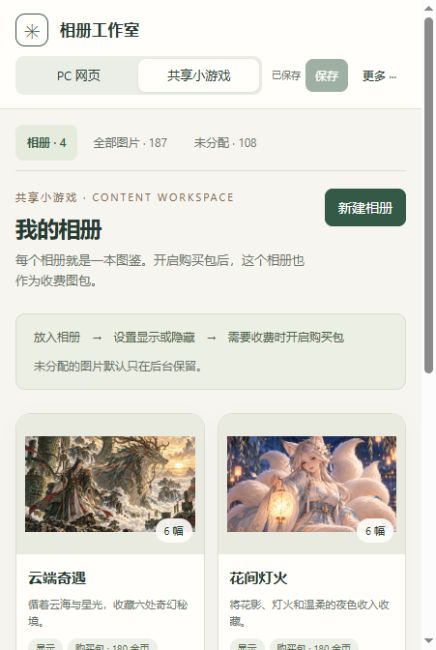 相册工作室
PC 网页
共享小游戏
已保存
保存
更多 ···
相册 · 4
全部图片 · 187
未分配 · 108
共享小游戏 · CONTENT WORKSPACE
我的相册
新建相册
每个相册就是一本图鉴。开启购买包后，这个相册也
作为收费图包。
放入相册 → 设置显示或隐藏 → 需要收费时开启购买包
未分配的图片默认只在后台保留。
6 幅
6 幅
云端奇遇
循着云海与星光，收藏六处奇幻秘
境。
显示
购买包 · 180 金币
花间灯火
将花影、灯火和温柔的夜色收入收
藏。
显示
购买包 · 180 金币